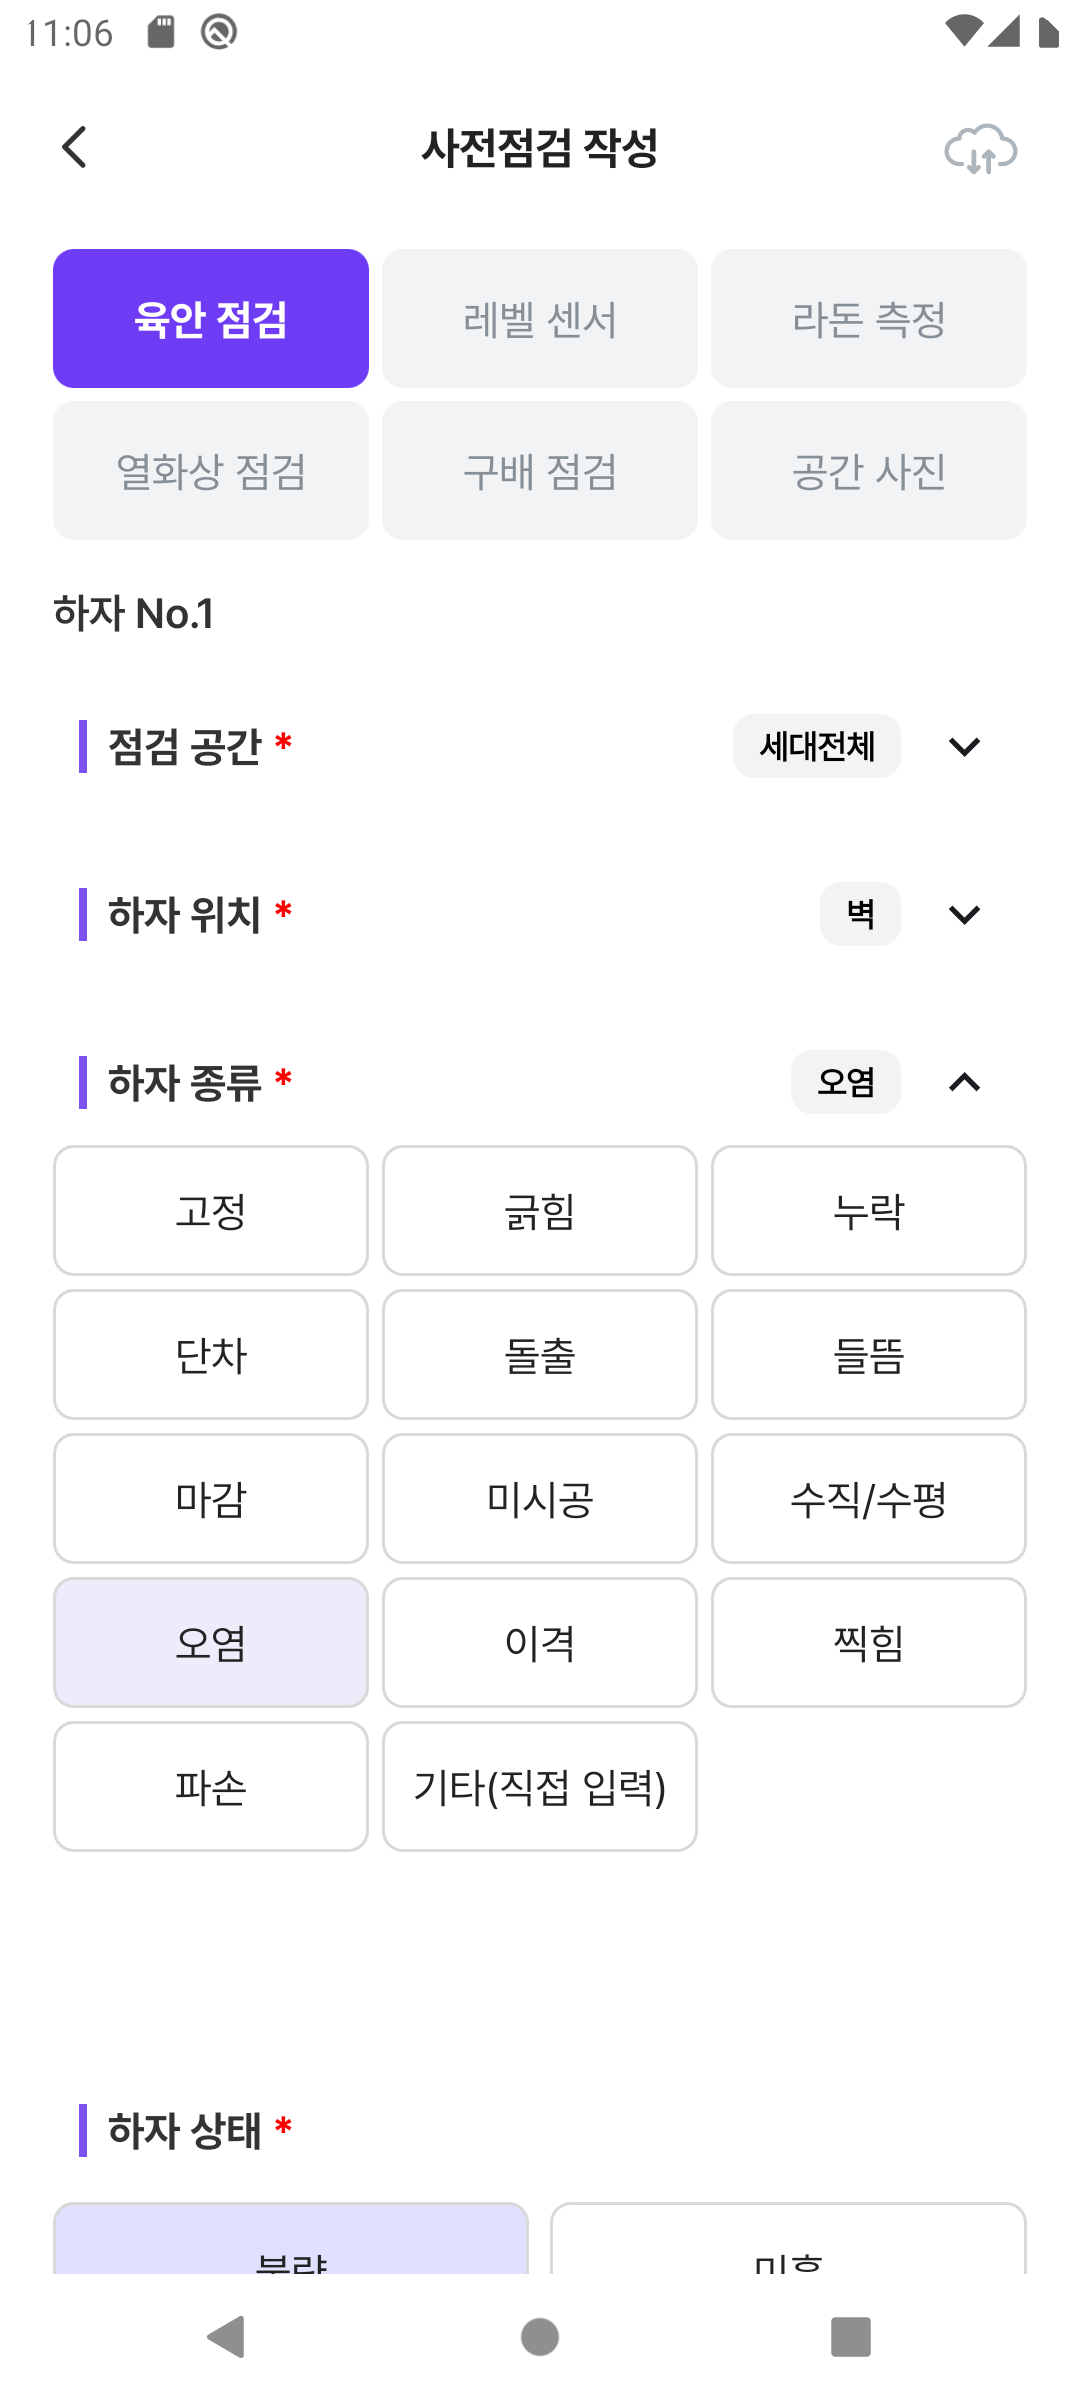 11:06
사전점검 작성
육안 점검 레벨 센서 라돈 측정
열화상 점검 구배 점검 공간 사진
하자 No.1
점검 공간 * 세대전체
하자 위치 * 벽
하자 종류 * 오염
고정 긁힘 누락
단차 돌출 들뜸
마감 미시공 수직/수평
오염 이격 찍힘
파손 기타(직접 입력)
하자 상태 *
불량